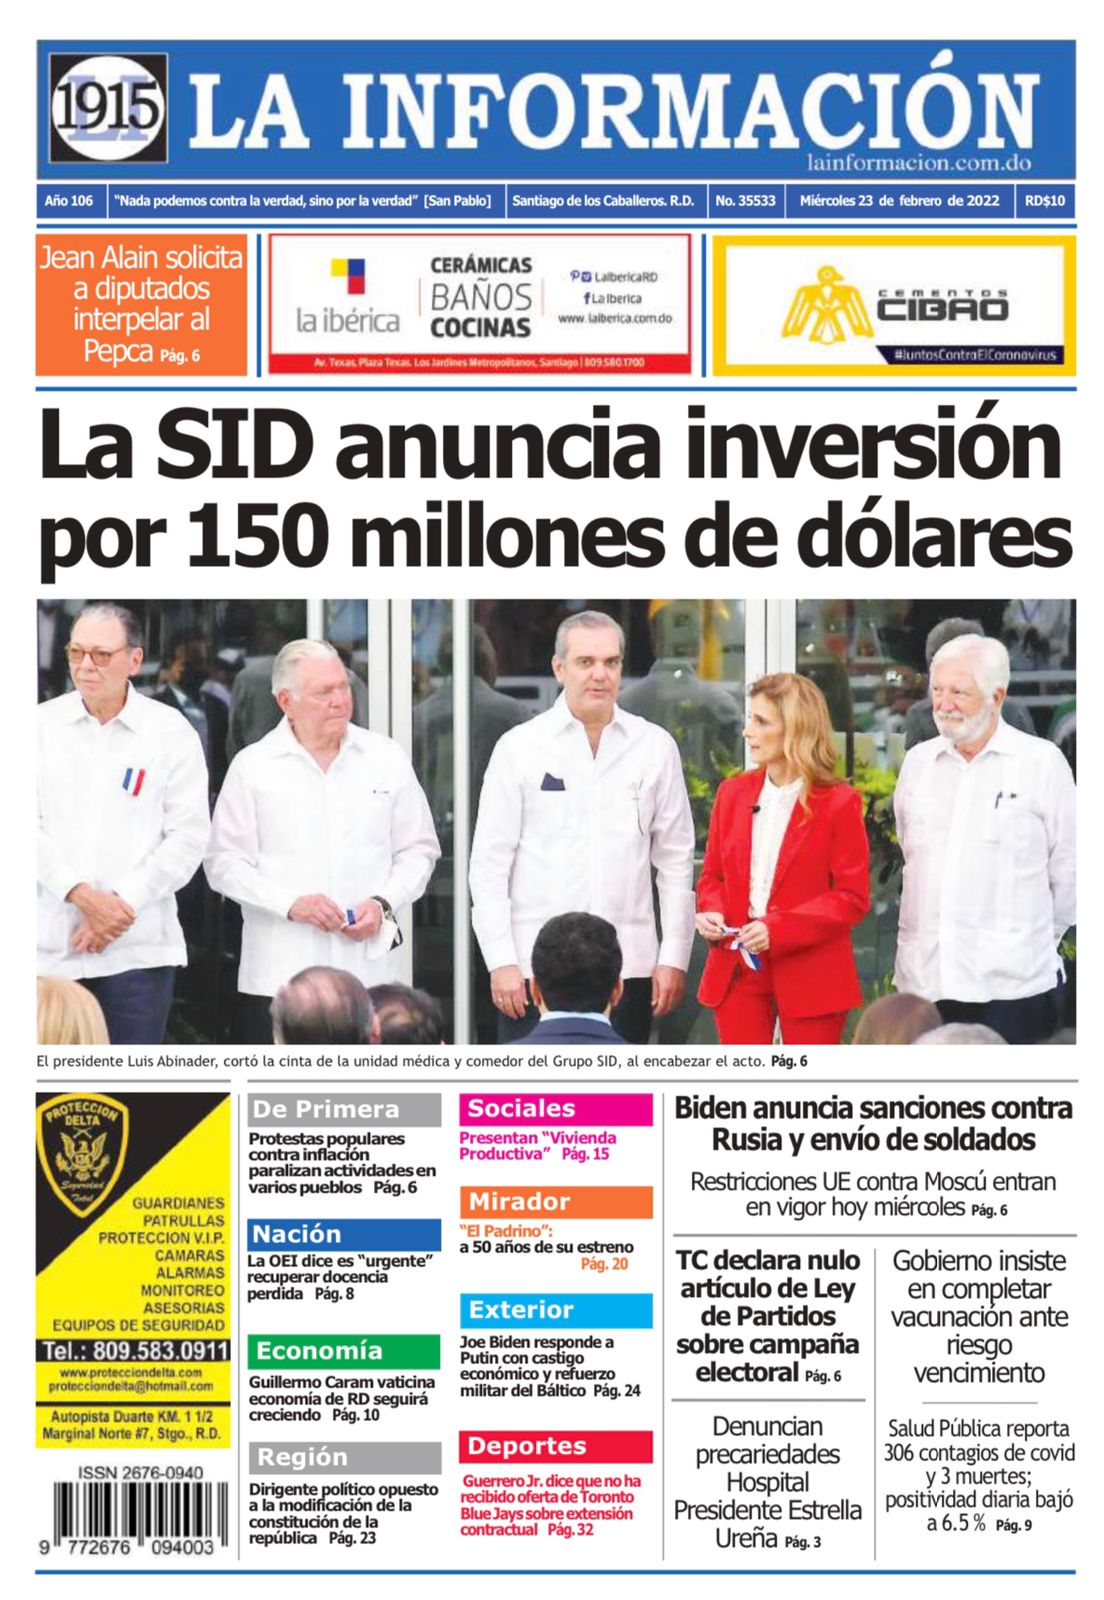 1915
LA INFORMACIÓN
lainformacion.com.do
Año 106
“Nada podemos contra la verdad, sino por la verdad” [San Pablo]
Santiago de los Caballeros. R.D.
No. 35533
Miércoles 23 de febrero de 2022
RD$10
Jean Alain solicita
a diputados
interpelar al
Pepca Pág. 6
la ibérica
CERÁMICAS
BAÑOS
COCINAS
LaIbericaRD
La Iberica
www.laiberica.com.do
Av. Texas, Plaza Texas. Los Jardines Metropolitanos, Santiago | 809.580.1700
CEMENTOS
CIBAO
#JuntosContraElCoronavirus
La SID anuncia inversión
por 150 millones de dólares
El presidente Luis Abinader, cortó la cinta de la unidad médica y comedor del Grupo SID, al encabezar el acto. Pág. 6
PROTECCION
DELTA
Seguridad
Total
GUARDIANES
PATRULLAS
PROTECCION V.I.P.
CAMARAS
ALARMAS
MONITOREO
ASESORIAS
EQUIPOS DE SEGURIDAD
Tel.: 809.583.0911
www.protecciondelta.com
protecciondelta@hotmail.com
Autopista Duarte KM. 1 1/2
Marginal Norte #7, Stgo., R.D.
ISSN 2676-0940
9 772676 094003
De Primera
Protestas populares
contra inflación
paralizan actividades en
varios pueblos Pág. 6
Nación
La OEI dice es “urgente”
recuperar docencia
perdida Pág. 8
Economía
Guillermo Caram vaticina
economía de RD seguirá
creciendo Pág. 10
Región
Dirigente político opuesto
a la modificación de la
constitución de la
república Pág. 23
Sociales
Presentan “Vivienda
Productiva” Pág. 15
Mirador
“El Padrino”:
a 50 años de su estreno
Pág. 20
Exterior
Joe Biden responde a
Putin con castigo
económico y refuerzo
militar del Báltico Pág. 24
Deportes
Guerrero Jr. dice que no ha
recibido oferta de Toronto
Blue Jays sobre extensión
contractual Pág. 32
Biden anuncia sanciones contra
Rusia y envío de soldados
Restricciones UE contra Moscú entran
en vigor hoy miércoles Pág. 6
TC declara nulo
artículo de Ley
de Partidos
sobre campaña
electoral Pág. 6
Denuncian
precariedades
Hospital
Presidente Estrella
Ureña Pág. 3
Gobierno insiste
en completar
vacunación ante
riesgo
vencimiento
Salud Pública reporta
306 contagios de covid
y 3 muertes;
positividad diaria bajó
a 6.5 % Pág. 9